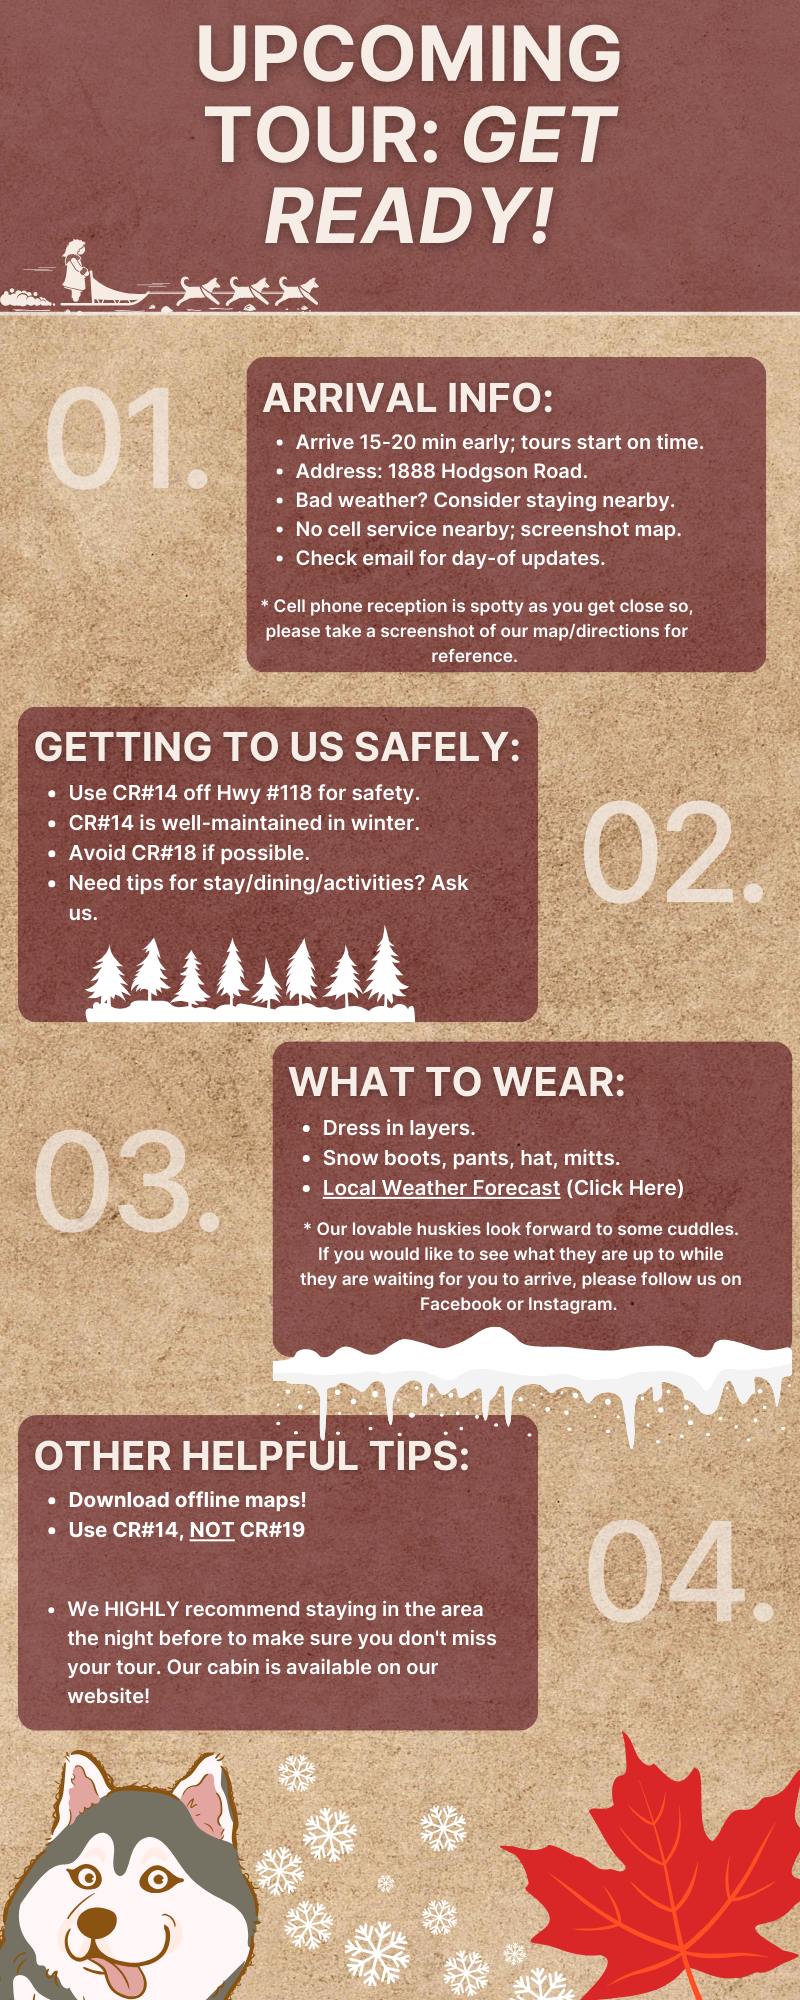 UPCOMING
TOUR: GET
READY!
01.
ARRIVAL INFO:
• Arrive 15-20 min early; tours start on time.
• Address: 1888 Hodgson Road.
• Bad weather? Consider staying nearby.
• No cell service nearby; screenshot map.
• Check email for day-of updates.
* Cell phone reception is spotty as you get close so,
please take a screenshot of our map/directions for
reference.
GETTING TO US SAFELY:
• Use CR#14 off Hwy #118 for safety.
• CR#14 is well-maintained in winter.
• Avoid CR#18 if possible.
• Need tips for stay/dining/activities? Ask
us.
02.
03.
WHAT TO WEAR:
• Dress in layers.
• Snow boots, pants, hat, mitts.
• Local Weather Forecast (Click Here)
* Our lovable huskies look forward to some cuddles.
If you would like to see what they are up to while
they are waiting for you to arrive, please follow us on
Facebook or Instagram.
OTHER HELPFUL TIPS:
• Download offline maps!
• Use CR#14, NOT CR#19
• We HIGHLY recommend staying in the area
the night before to make sure you don't miss
your tour. Our cabin is available on our
website!
04.